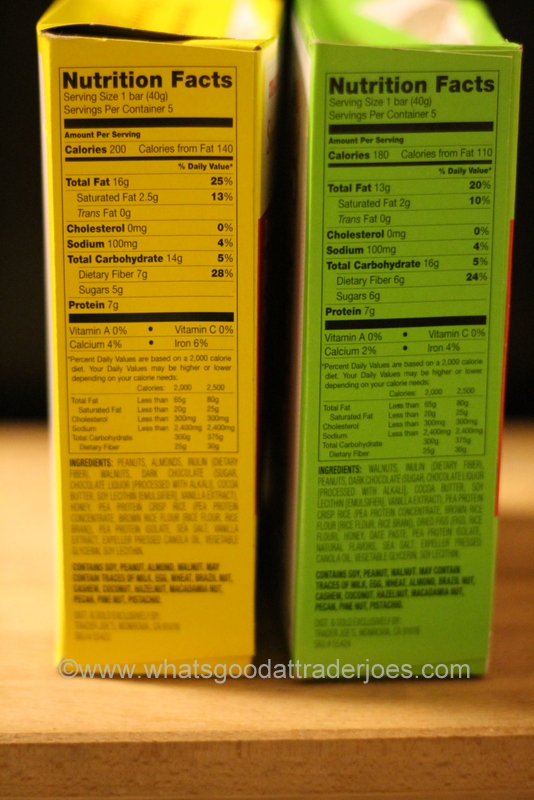 Nutrition Facts
Serving Size 1 bar (40g)
Servings Per Container 5
Amount Per Serving
Calories 200 Calories from Fat 140
% Daily Value*
Total Fat 16g 25%
Saturated Fat 2.5g 13%
Trans Fat 0g
Cholesterol 0mg 0%
Sodium 100mg 4%
Total Carbohydrate 14g 5%
Dietary Fiber 7g 28%
Sugars 5g
Protein 7g
Vitamin A 0% • Vitamin C 0%
Calcium 4% • Iron 6%
*Percent Daily Values are based on a 2,000 calorie
diet. Your Daily Values may be higher or lower
depending on your calorie needs:
Calories: 2,000 2,500
Total Fat Less than 65g 80g
Saturated Fat Less than 20g 25g
Cholesterol Less than 300mg 300mg
Sodium Less than 2,400mg 2,400mg
Total Carbohydrate 300g 375g
Dietary Fiber 25g 30g
INGREDIENTS: PEANUTS, ALMONDS, INULIN (DIETARY
FIBER), WALNUTS, DARK CHOCOLATE (SUGAR,
CHOCOLATE LIQUOR (PROCESSED WITH ALKALI), COCOA
BUTTER, SOY LECITHIN (EMULSIFIER), VANILLA EXTRACT),
HONEY, PEA PROTEIN CRISP RICE (PEA PROTEIN
CONCENTRATE, BROWN RICE FLOUR (RICE FLOUR, RICE
BRAN)), PEA PROTEIN ISOLATE, SEA SALT, VANILLA
EXTRACT, EXPELLER PRESSED CANOLA OIL, VEGETABLE
GLYCERIN, SOY LECITHIN.
CONTAINS SOY, PEANUT, ALMOND, WALNUT. MAY
CONTAIN TRACES OF MILK, EGG, WHEAT, BRAZIL NUT,
CASHEW, COCONUT, HAZELNUT, MACADAMIA NUT,
PECAN, PINE NUT, PISTACHIO.
DIST. & SOLD EXCLUSIVELY BY:
TRADER JOE'S, MONROVIA, CA
Nutrition Facts
Serving Size 1 bar (40g)
Servings Per Container 5
Amount Per Serving
Calories 180 Calories from Fat 110
% Daily Value*
Total Fat 13g 20%
Saturated Fat 2g 10%
Trans Fat 0g
Cholesterol 0mg 0%
Sodium 100mg 4%
Total Carbohydrate 16g 5%
Dietary Fiber 6g 24%
Sugars 6g
Protein 7g
Vitamin A 0% • Vitamin C 0%
Calcium 2% • Iron 4%
*Percent Daily Values are based on a 2,000 calorie
diet. Your Daily Values may be higher or lower
depending on your calorie needs:
Calories: 2,000 2,500
Total Fat Less than 65g 80g
Saturated Fat Less than 20g 25g
Cholesterol Less than 300mg 300mg
Sodium Less than 2,400mg 2,400mg
Total Carbohydrate 300g 375g
Dietary Fiber 25g 30g
INGREDIENTS: WALNUTS, INULIN (DIETARY FIBER),
PEANUTS, DARK CHOCOLATE (SUGAR, CHOCOLATE LIQUOR
(PROCESSED WITH ALKALI), COCOA BUTTER, SOY
LECITHIN (EMULSIFIER), VANILLA EXTRACT), PEA PROTEIN
CRISP RICE (PEA PROTEIN CONCENTRATE, BROWN RICE
FLOUR (RICE FLOUR, RICE BRAN)), DRIED FIGS (FIGS, RICE
FLOUR), HONEY, DATE PASTE, PEA PROTEIN ISOLATE,
NATURAL FLAVORS, SEA SALT, EXPELLER PRESSED
CANOLA OIL, VEGETABLE GLYCERIN, SOY LECITHIN.
CONTAINS SOY, PEANUT, WALNUT. MAY CONTAIN
TRACES OF MILK, EGG, WHEAT, ALMOND, BRAZIL NUT,
CASHEW, COCONUT, HAZELNUT, MACADAMIA NUT,
PECAN, PINE NUT, PISTACHIO.
DIST. & SOLD EXCLUSIVELY BY:
TRADER JOE'S, MONROVIA, CA
©www.whatsgoodattraderjoes.com